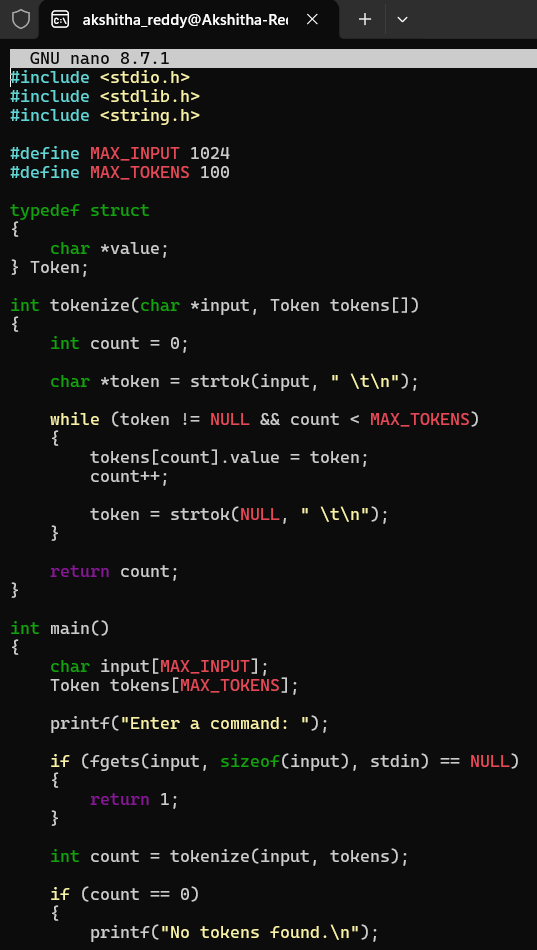 akshitha_reddy@Akshitha-Re
GNU nano 8.7.1
#include <stdio.h>
#include <stdlib.h>
#include <string.h>

#define MAX_INPUT 1024
#define MAX_TOKENS 100

typedef struct
{
    char *value;
} Token;

int tokenize(char *input, Token tokens[])
{
    int count = 0;

    char *token = strtok(input, " \t\n");

    while (token != NULL && count < MAX_TOKENS)
    {
        tokens[count].value = token;
        count++;

        token = strtok(NULL, " \t\n");
    }

    return count;
}

int main()
{
    char input[MAX_INPUT];
    Token tokens[MAX_TOKENS];

    printf("Enter a command: ");

    if (fgets(input, sizeof(input), stdin) == NULL)
    {
        return 1;
    }

    int count = tokenize(input, tokens);

    if (count == 0)
    {
        printf("No tokens found.\n");